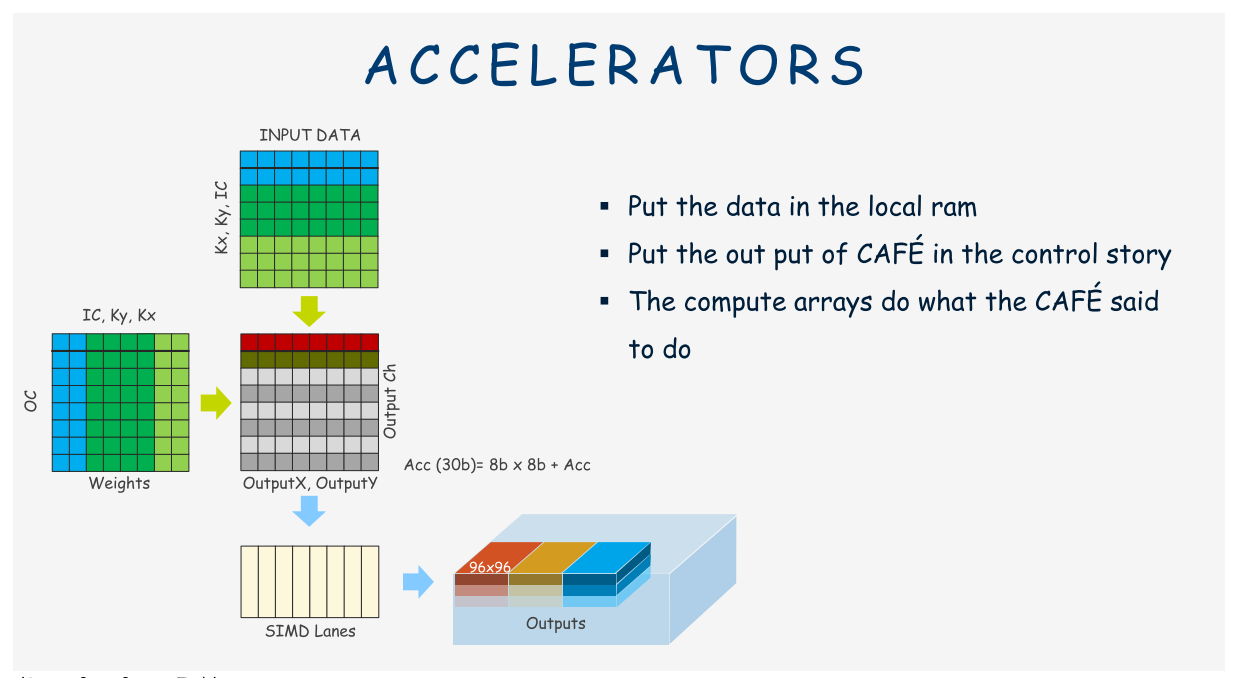 ACCELERATORS
INPUT DATA
Kx, Ky, IC
▪ Put the data in the local ram
▪ Put the out put of CAFÉ in the control story
▪ The compute arrays do what the CAFÉ said
to do
IC, Ky, Kx
OC
Weights
Output Ch
OutputX, OutputY
Acc (30b)= 8b x 8b + Acc
SIMD Lanes
96x96
Outputs